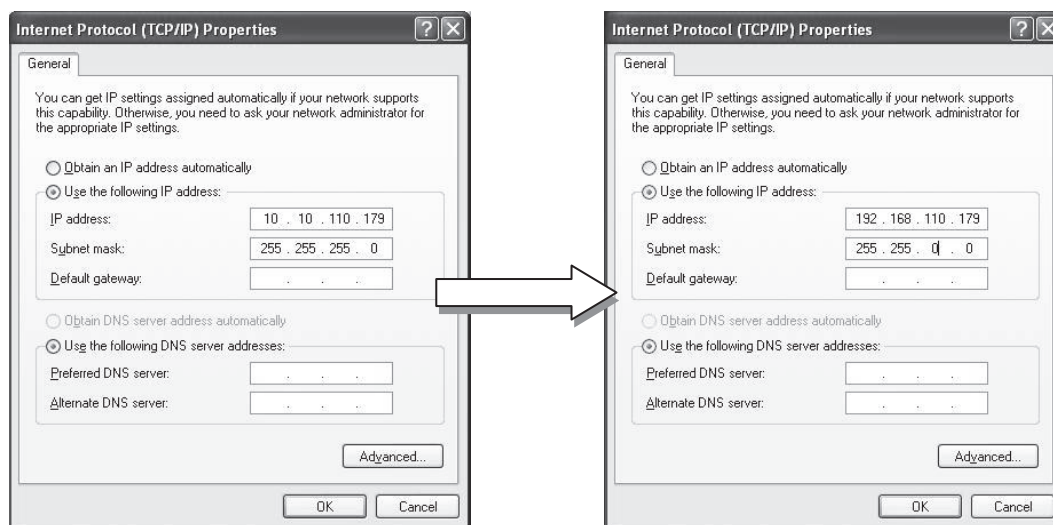 Internet Protocol (TCP/IP) Properties
General
You can get IP settings assigned automatically if your network supports
this capability. Otherwise, you need to ask your network administrator for
the appropriate IP settings.
Obtain an IP address automatically
Use the following IP address:
IP address: 10 . 10 . 110 . 179
Subnet mask: 255 . 255 . 255 . 0
Default gateway: . . .
Obtain DNS server address automatically
Use the following DNS server addresses:
Preferred DNS server: . . .
Alternate DNS server: . . .
Advanced...
OK Cancel
Internet Protocol (TCP/IP) Properties
General
You can get IP settings assigned automatically if your network supports
this capability. Otherwise, you need to ask your network administrator for
the appropriate IP settings.
Obtain an IP address automatically
Use the following IP address:
IP address: 192 . 168 . 110 . 179
Subnet mask: 255 . 255 . 0 . 0
Default gateway: . . .
Obtain DNS server address automatically
Use the following DNS server addresses:
Preferred DNS server: . . .
Alternate DNS server: . . .
Advanced...
OK Cancel